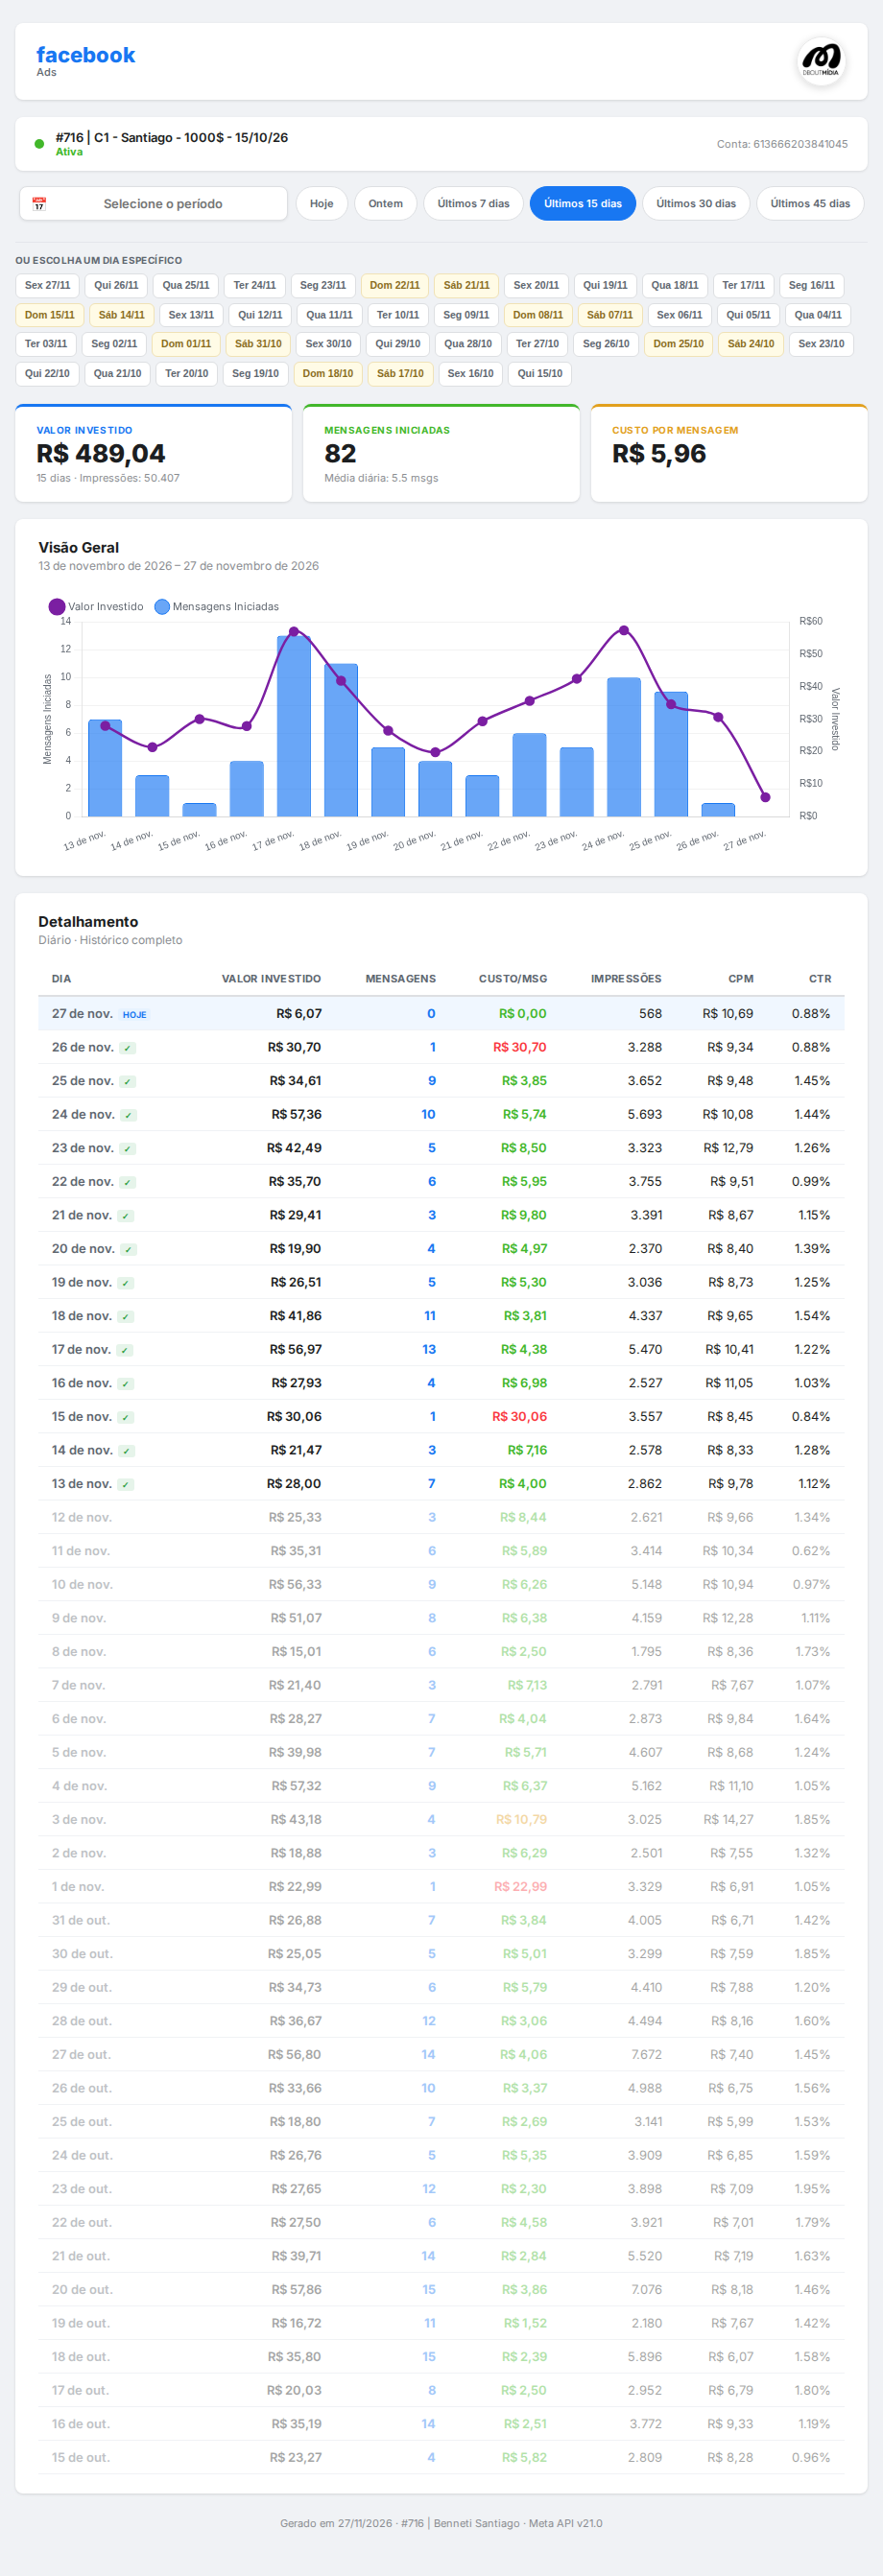 facebook
Ads
DBOUTMÍDIA
#716 | C1 - Santiago - 1000$ - 15/10/26
Ativa
Conta: 613666203841045
Selecione o período
Hoje
Ontem
Últimos 7 dias
Últimos 15 dias
Últimos 30 dias
Últimos 45 dias
OU ESCOLHA UM DIA ESPECÍFICO
Sex 27/11 Qui 26/11 Qua 25/11 Ter 24/11 Seg 23/11 Dom 22/11 Sáb 21/11 Sex 20/11 Qui 19/11 Qua 18/11 Ter 17/11 Seg 16/11
Dom 15/11 Sáb 14/11 Sex 13/11 Qui 12/11 Qua 11/11 Ter 10/11 Seg 09/11 Dom 08/11 Sáb 07/11 Sex 06/11 Qui 05/11 Qua 04/11
Ter 03/11 Seg 02/11 Dom 01/11 Sáb 31/10 Sex 30/10 Qui 29/10 Qua 28/10 Ter 27/10 Seg 26/10 Dom 25/10 Sáb 24/10 Sex 23/10
Qui 22/10 Qua 21/10 Ter 20/10 Seg 19/10 Dom 18/10 Sáb 17/10 Sex 16/10 Qui 15/10
VALOR INVESTIDO
R$ 489,04
15 dias · Impressões: 50.407
MENSAGENS INICIADAS
82
Média diária: 5.5 msgs
CUSTO POR MENSAGEM
R$ 5,96
Visão Geral
13 de novembro de 2026 – 27 de novembro de 2026
Valor Investido Mensagens Iniciadas
Mensagens Iniciadas
14
12
10
8
6
4
2
0
R$60
R$50
R$40
R$30
R$20
R$10
R$0
Valor Investido
13 de nov. 14 de nov. 15 de nov. 16 de nov. 17 de nov. 18 de nov. 19 de nov. 20 de nov. 21 de nov. 22 de nov. 23 de nov. 24 de nov. 25 de nov. 26 de nov. 27 de nov.
Detalhamento
Diário · Histórico completo
DIA VALOR INVESTIDO MENSAGENS CUSTO/MSG IMPRESSÕES CPM CTR
27 de nov. HOJE R$ 6,07 0 R$ 0,00 568 R$ 10,69 0.88%
26 de nov. ✓ R$ 30,70 1 R$ 30,70 3.288 R$ 9,34 0.88%
25 de nov. ✓ R$ 34,61 9 R$ 3,85 3.652 R$ 9,48 1.45%
24 de nov. ✓ R$ 57,36 10 R$ 5,74 5.693 R$ 10,08 1.44%
23 de nov. ✓ R$ 42,49 5 R$ 8,50 3.323 R$ 12,79 1.26%
22 de nov. ✓ R$ 35,70 6 R$ 5,95 3.755 R$ 9,51 0.99%
21 de nov. ✓ R$ 29,41 3 R$ 9,80 3.391 R$ 8,67 1.15%
20 de nov. ✓ R$ 19,90 4 R$ 4,97 2.370 R$ 8,40 1.39%
19 de nov. ✓ R$ 26,51 5 R$ 5,30 3.036 R$ 8,73 1.25%
18 de nov. ✓ R$ 41,86 11 R$ 3,81 4.337 R$ 9,65 1.54%
17 de nov. ✓ R$ 56,97 13 R$ 4,38 5.470 R$ 10,41 1.22%
16 de nov. ✓ R$ 27,93 4 R$ 6,98 2.527 R$ 11,05 1.03%
15 de nov. ✓ R$ 30,06 1 R$ 30,06 3.557 R$ 8,45 0.84%
14 de nov. ✓ R$ 21,47 3 R$ 7,16 2.578 R$ 8,33 1.28%
13 de nov. ✓ R$ 28,00 7 R$ 4,00 2.862 R$ 9,78 1.12%
12 de nov. R$ 25,33 3 R$ 8,44 2.621 R$ 9,66 1.34%
11 de nov. R$ 35,31 6 R$ 5,89 3.414 R$ 10,34 0.62%
10 de nov. R$ 56,33 9 R$ 6,26 5.148 R$ 10,94 0.97%
9 de nov. R$ 51,07 8 R$ 6,38 4.159 R$ 12,28 1.11%
8 de nov. R$ 15,01 6 R$ 2,50 1.795 R$ 8,36 1.73%
7 de nov. R$ 21,40 3 R$ 7,13 2.791 R$ 7,67 1.07%
6 de nov. R$ 28,27 7 R$ 4,04 2.873 R$ 9,84 1.64%
5 de nov. R$ 39,98 7 R$ 5,71 4.607 R$ 8,68 1.24%
4 de nov. R$ 57,32 9 R$ 6,37 5.162 R$ 11,10 1.05%
3 de nov. R$ 43,18 4 R$ 10,79 3.025 R$ 14,27 1.85%
2 de nov. R$ 18,88 3 R$ 6,29 2.501 R$ 7,55 1.32%
1 de nov. R$ 22,99 1 R$ 22,99 3.329 R$ 6,91 1.05%
31 de out. R$ 26,88 7 R$ 3,84 4.005 R$ 6,71 1.42%
30 de out. R$ 25,05 5 R$ 5,01 3.299 R$ 7,59 1.85%
29 de out. R$ 34,73 6 R$ 5,79 4.410 R$ 7,88 1.20%
28 de out. R$ 36,67 12 R$ 3,06 4.494 R$ 8,16 1.60%
27 de out. R$ 56,80 14 R$ 4,06 7.672 R$ 7,40 1.45%
26 de out. R$ 33,66 10 R$ 3,37 4.988 R$ 6,75 1.56%
25 de out. R$ 18,80 7 R$ 2,69 3.141 R$ 5,99 1.53%
24 de out. R$ 26,76 5 R$ 5,35 3.909 R$ 6,85 1.59%
23 de out. R$ 27,65 12 R$ 2,30 3.898 R$ 7,09 1.95%
22 de out. R$ 27,50 6 R$ 4,58 3.921 R$ 7,01 1.79%
21 de out. R$ 39,71 14 R$ 2,84 5.520 R$ 7,19 1.63%
20 de out. R$ 57,86 15 R$ 3,86 7.076 R$ 8,18 1.46%
19 de out. R$ 16,72 11 R$ 1,52 2.180 R$ 7,67 1.42%
18 de out. R$ 35,80 15 R$ 2,39 5.896 R$ 6,07 1.58%
17 de out. R$ 20,03 8 R$ 2,50 2.952 R$ 6,79 1.80%
16 de out. R$ 35,19 14 R$ 2,51 3.772 R$ 9,33 1.19%
15 de out. R$ 23,27 4 R$ 5,82 2.809 R$ 8,28 0.96%
Gerado em 27/11/2026 · #716 | Benneti Santiago · Meta API v21.0